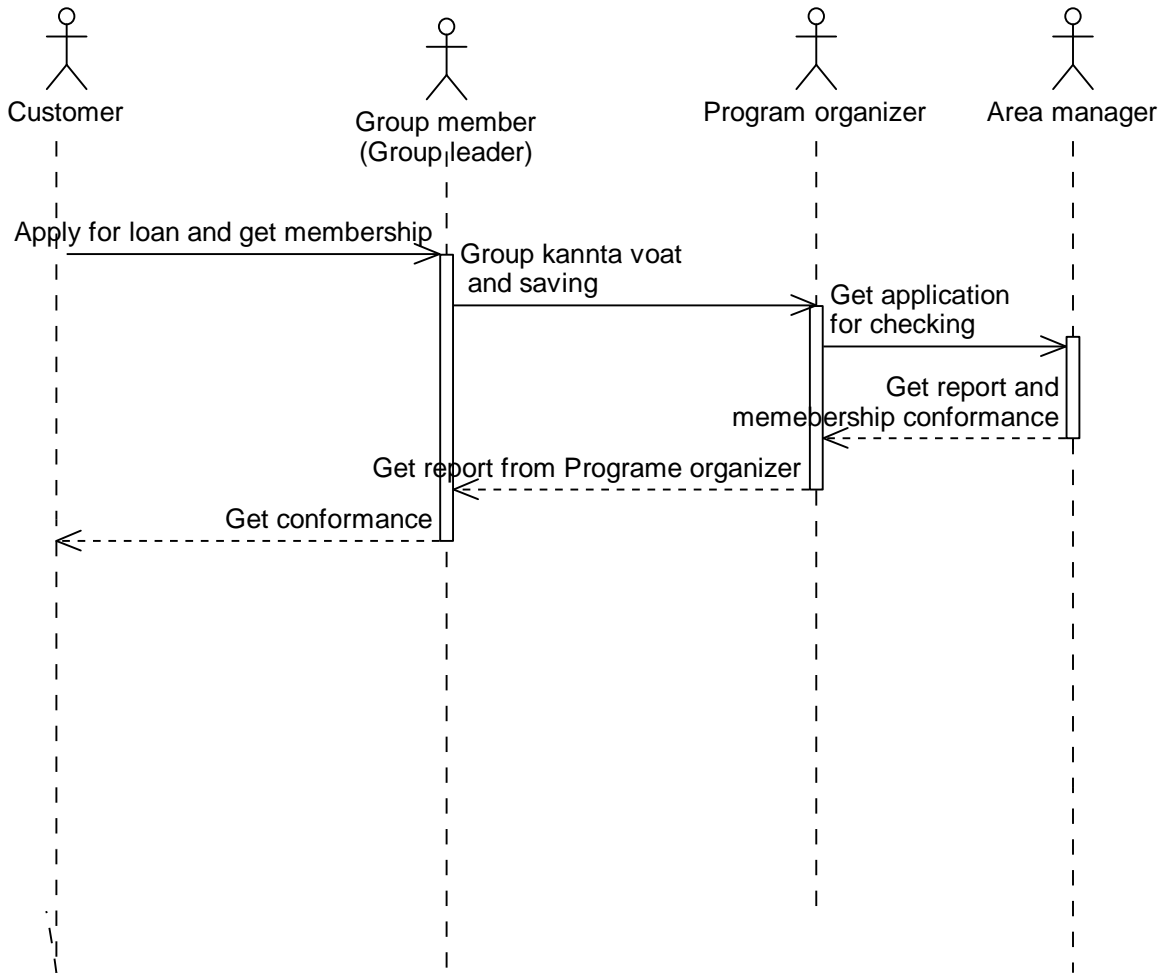 Customer
Group member
(Group leader)
Program organizer
Area manager
Apply for loan and get membership
Group kannta voat
and saving
Get application
for checking
Get report and
memebership conformance
Get report from Programe organizer
Get conformance